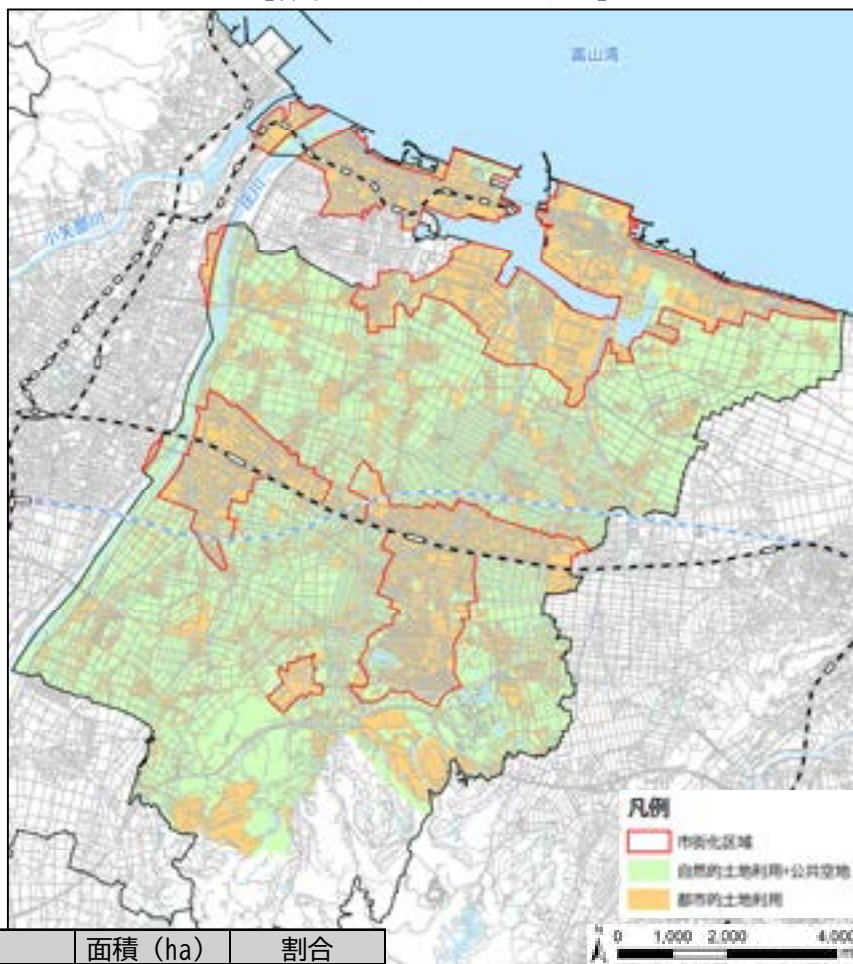 富山湾
小矢部川
庄川
凡例
市街化区域
自然的土地利用+公共空地
都市的土地利用
N 0 1,000 2,000 4,000
m
面積(ha) 割合